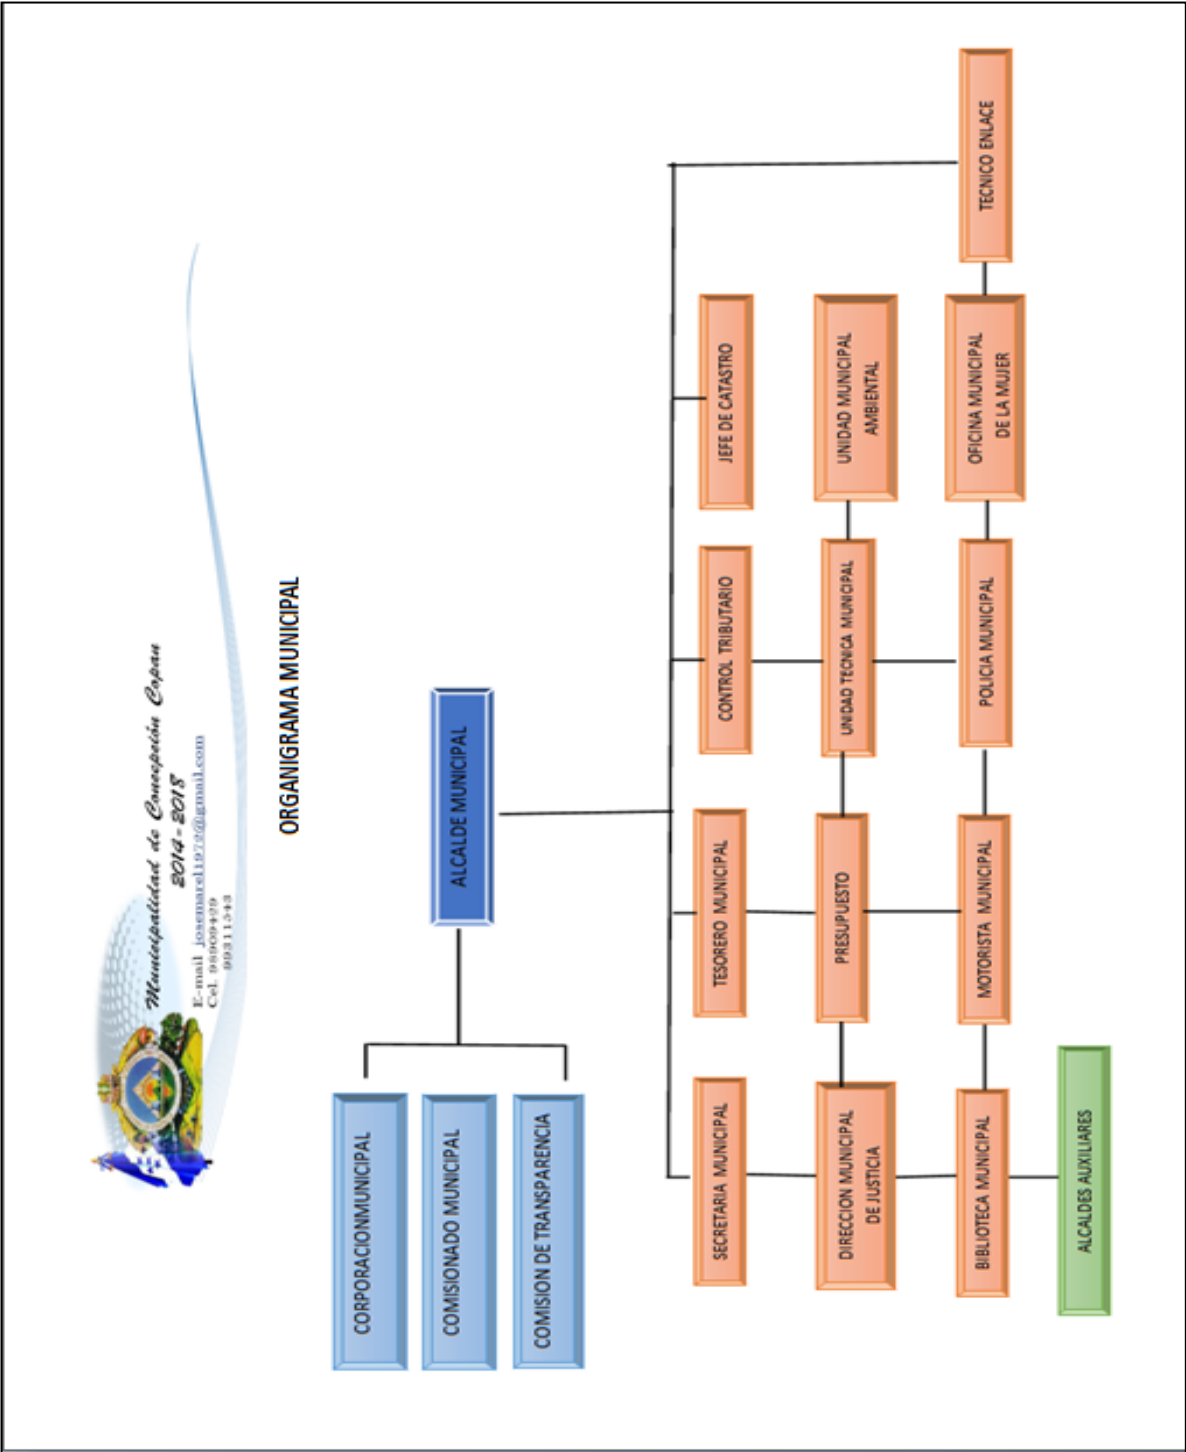 Municipalidad de Concepción Copan
2014-2018
E-mail josemarel1972@gmail.com
Cel. 98909429
99311343
ORGANIGRAMA MUNICIPAL
CORPORACIONMUNICIPAL
COMISIONADO MUNICIPAL
COMISION DE TRANSPARENCIA
ALCALDE MUNICIPAL
SECRETARIA MUNICIPAL
TESORERO MUNICIPAL
CONTROL TRIBUTARIO
JEFE DE CATASTRO
DIRECCION MUNICIPAL
DE JUSTICIA
PRESUPUESTO
UNIDAD TECNICA MUNICIPAL
UNIDAD MUNICIPAL
AMBIENTAL
BIBLIOTECA MUNICIPAL
MOTORISTA MUNICIPAL
POLICIA MUNICIPAL
OFICINA MUNICIPAL
DE LA MUJER
TECNICO ENLACE
ALCALDES AUXILIARES